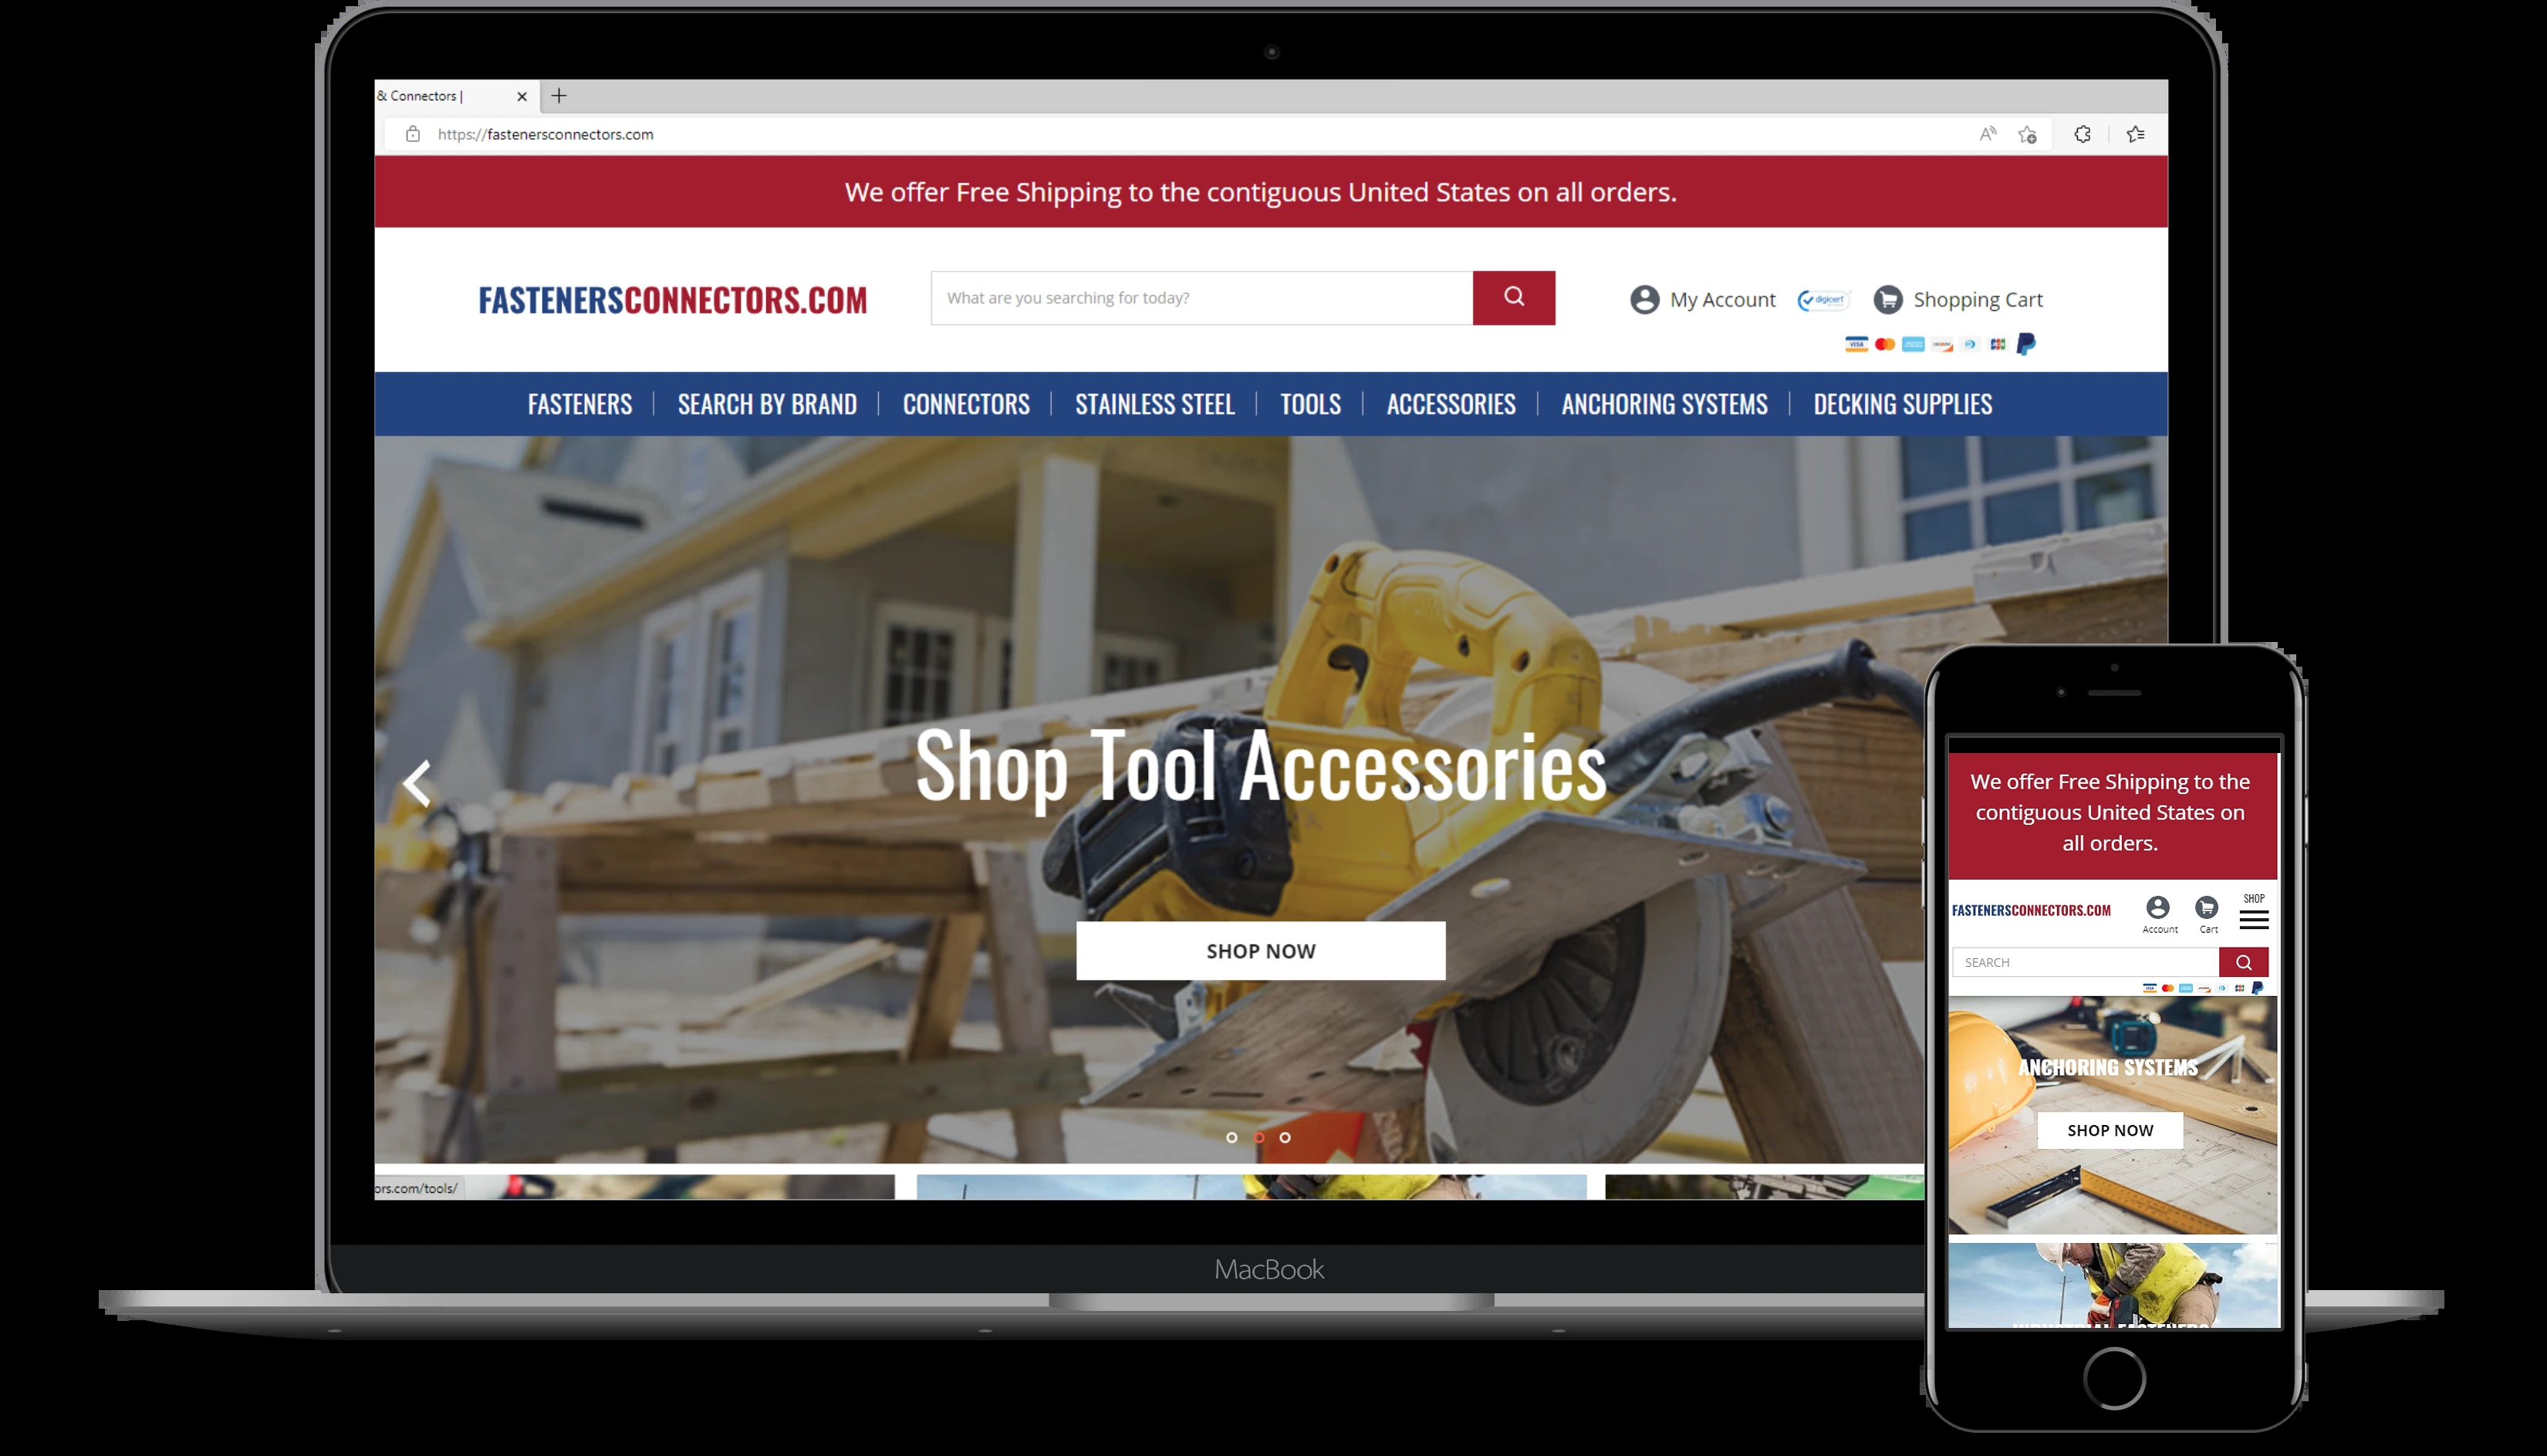 & Connectors |
https://fastenersconnectors.com
We offer Free Shipping to the contiguous United States on all orders.
FASTENERSCONNECTORS.COM
What are you searching for today?
My Account
digicert
Shopping Cart
VISA
FASTENERS
SEARCH BY BRAND
CONNECTORS
STAINLESS STEEL
TOOLS
ACCESSORIES
ANCHORING SYSTEMS
DECKING SUPPLIES
Shop Tool Accessories
SHOP NOW
ors.com/tools/
MacBook
We offer Free Shipping to the
contiguous United States on
all orders.
FASTENERSCONNECTORS.COM
Account
Cart
SHOP
SEARCH
ANCHORING SYSTEMS
SHOP NOW
INDUSTRIAL FASTENERS